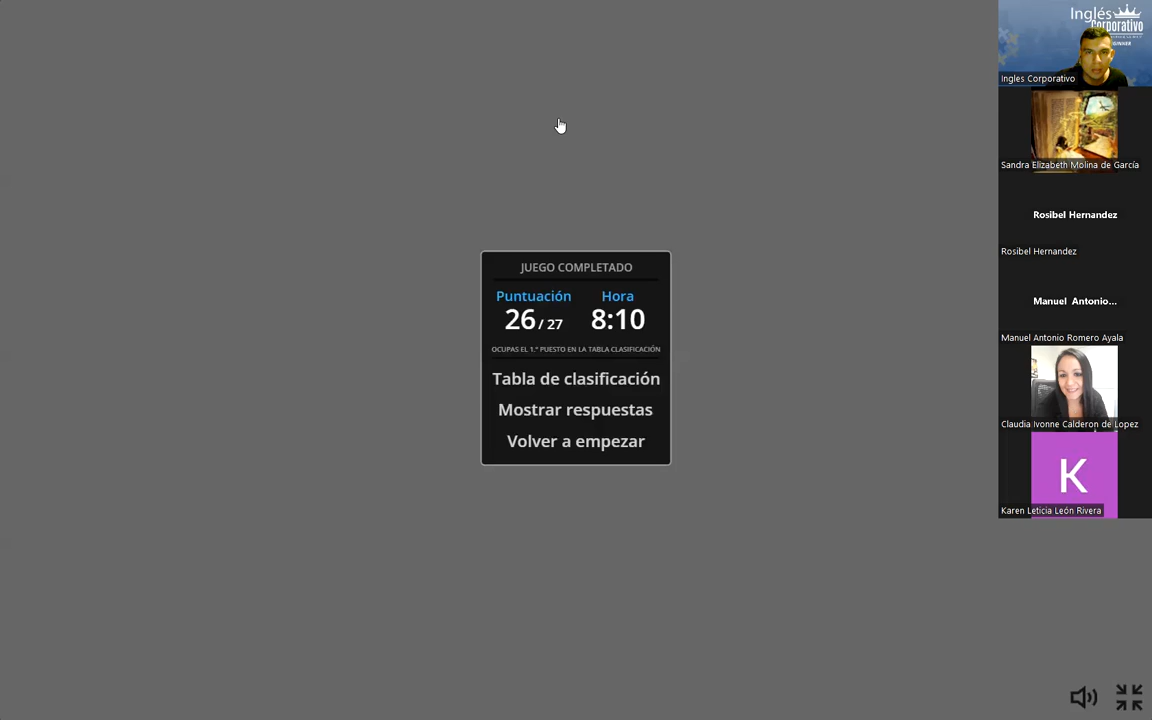 JUEGO COMPLETADO
Puntuación Hora
26 / 27 8:10
OCUPAS EL 1.º PUESTO EN LA TABLA CLASIFICACIÓN
Tabla de clasificación
Mostrar respuestas
Volver a empezar
Inglés
Corporativo
Ingles Corporativo
Sandra Elizabeth Molina de García
Rosibel Hernandez
Rosibel Hernandez
Manuel Antonio...
Manuel Antonio Romero Ayala
Claudia Ivonne Calderon de Lopez
K
Karen Leticia León Rivera